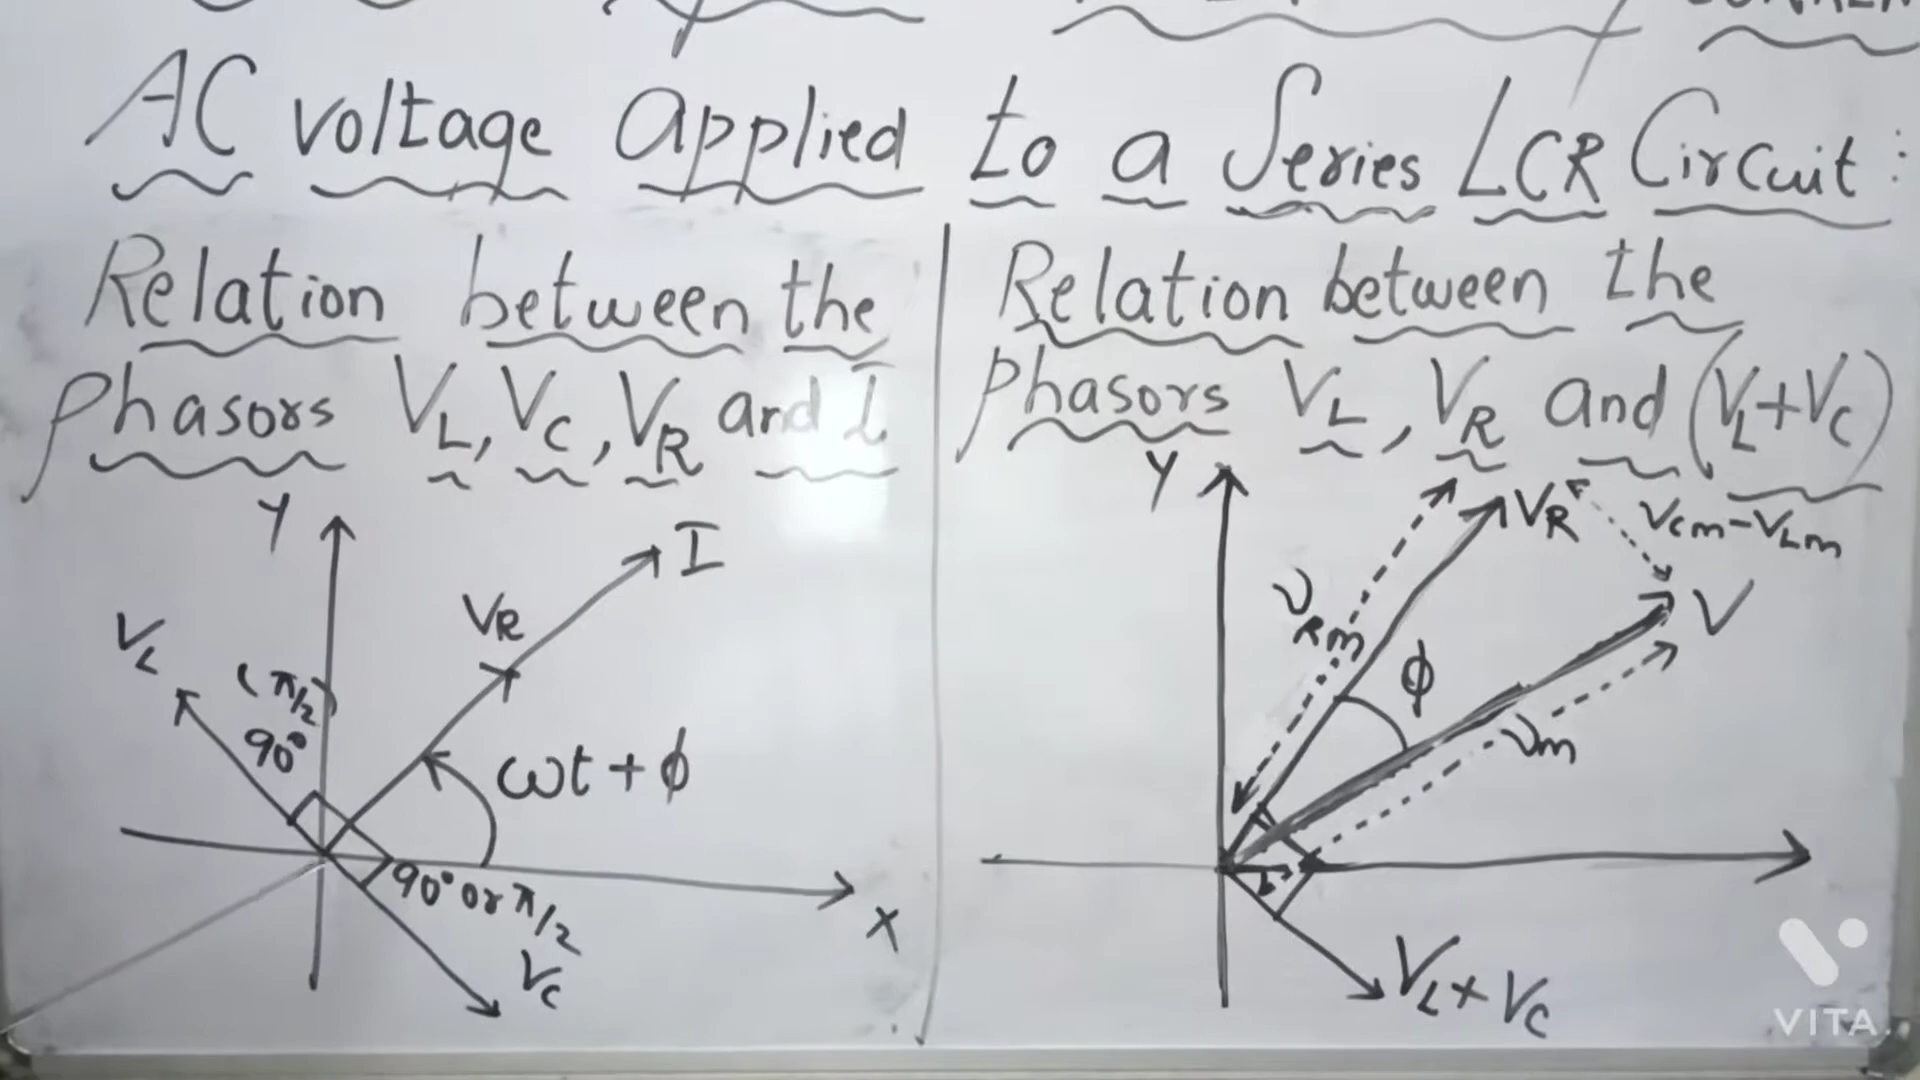 AC voltage applied to a Series LCR Circuit :
Relation between the
phasors VL, VC, VR and I
Y
I
VR
VL
(π/2)
90°
ωt + ϕ
90° or π/2
X
VC
Relation between the
phasors VL, VR and (VL+VC)
Y
VR
vcm-vLm
V
vRm
ϕ
vm
VL + VC
VITA